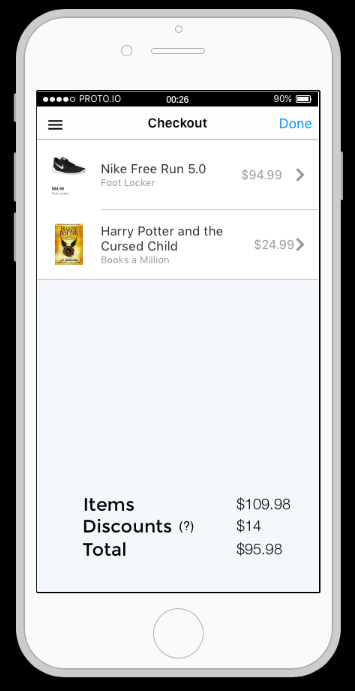 PROTO.IO 00:26 90%
Checkout Done
Nike Free Run 5.0 $94.99
Foot Locker
$94.99
Foot Locker
HARRY
POTTER
Harry Potter and the
Cursed Child $24.99
Books a Million
Items $109.98
Discounts (?) $14
Total $95.98